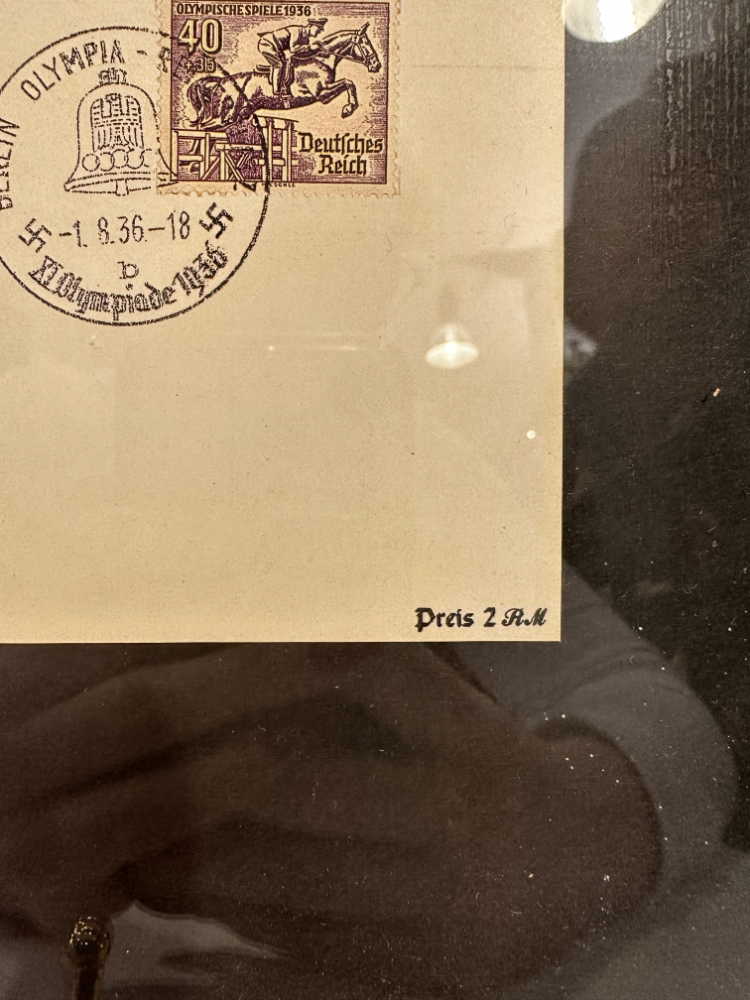 OLYMPISCHE SPIELE 1936
40
+35
Deutsches
Reich
BERLIN OLYMPIA -
-1.8.36.-18
b
XI. Olympiade 1936
Preis 2 RM